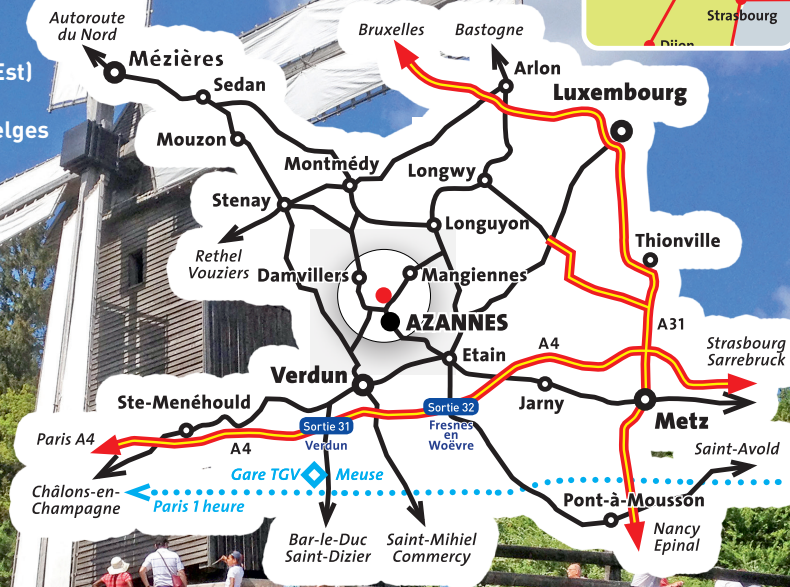 Autoroute
du Nord
Bruxelles
Bastogne
Strasbourg
Dijon
Est)
elges
Mézières
Sedan
Arlon
Luxembourg
Mouzon
Montmédy
Longwy
Stenay
Longuyon
Rethel
Vouziers
Thionville
Damvillers
Mangiennes
AZANNES
A31
Etain
A4
Strasbourg
Sarrebruck
Verdun
Ste-Menéhould
Jarny
Metz
Sortie 31
Verdun
Sortie 32
Fresnes
en
Woëvre
Paris A4
A4
Saint-Avold
Gare TGV
Meuse
Châlons-en-
Champagne
Paris 1 heure
Pont-à-Mousson
Bar-le-Duc
Saint-Dizier
Saint-Mihiel
Commercy
Nancy
Epinal